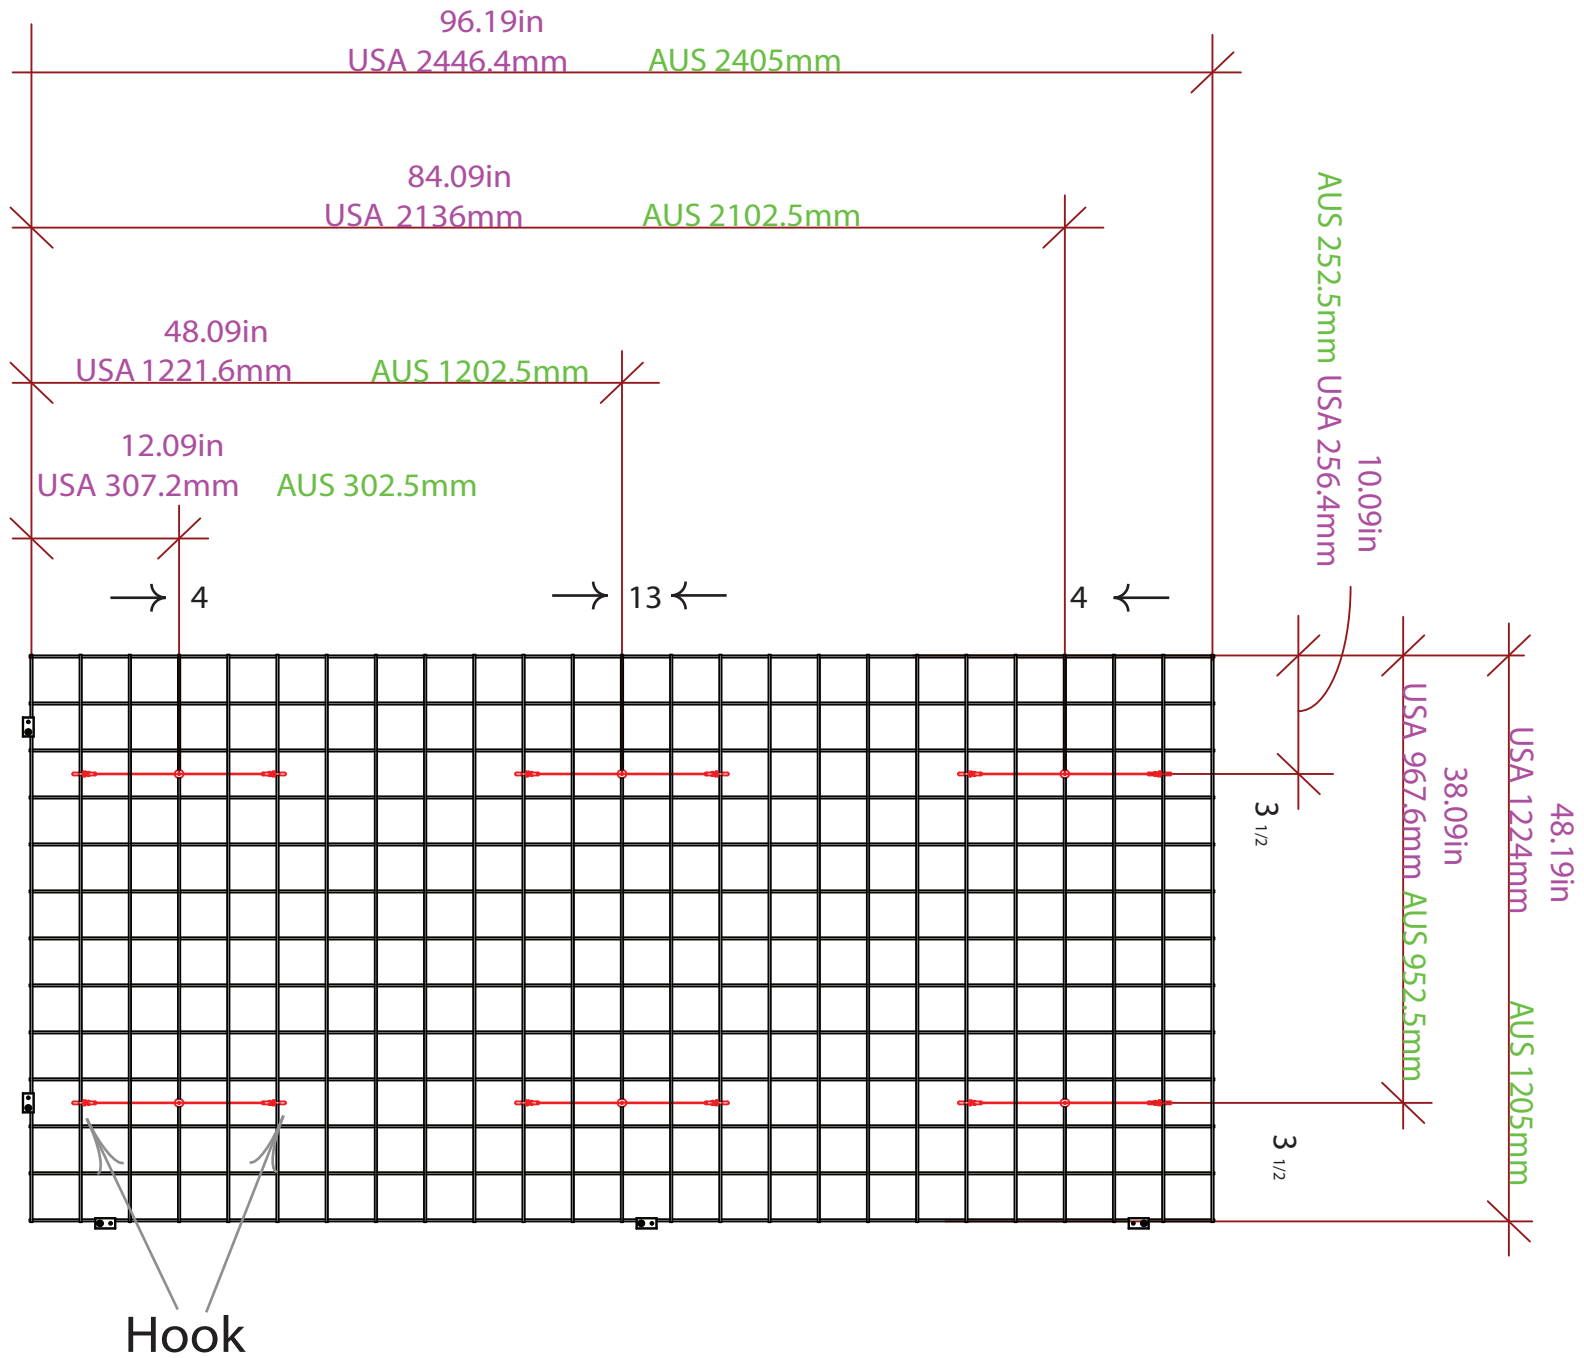 96.19in
USA 2446.4mm AUS 2405mm
84.09in
USA 2136mm AUS 2102.5mm
48.09in
USA 1221.6mm AUS 1202.5mm
12.09in
USA 307.2mm AUS 302.5mm
4 13 4
10.09in
AUS 252.5mm USA 256.4mm
38.09in
USA 967.6mm AUS 952.5mm
48.19in
USA 1224mm AUS 1205mm
3 1/2
3 1/2
Hook